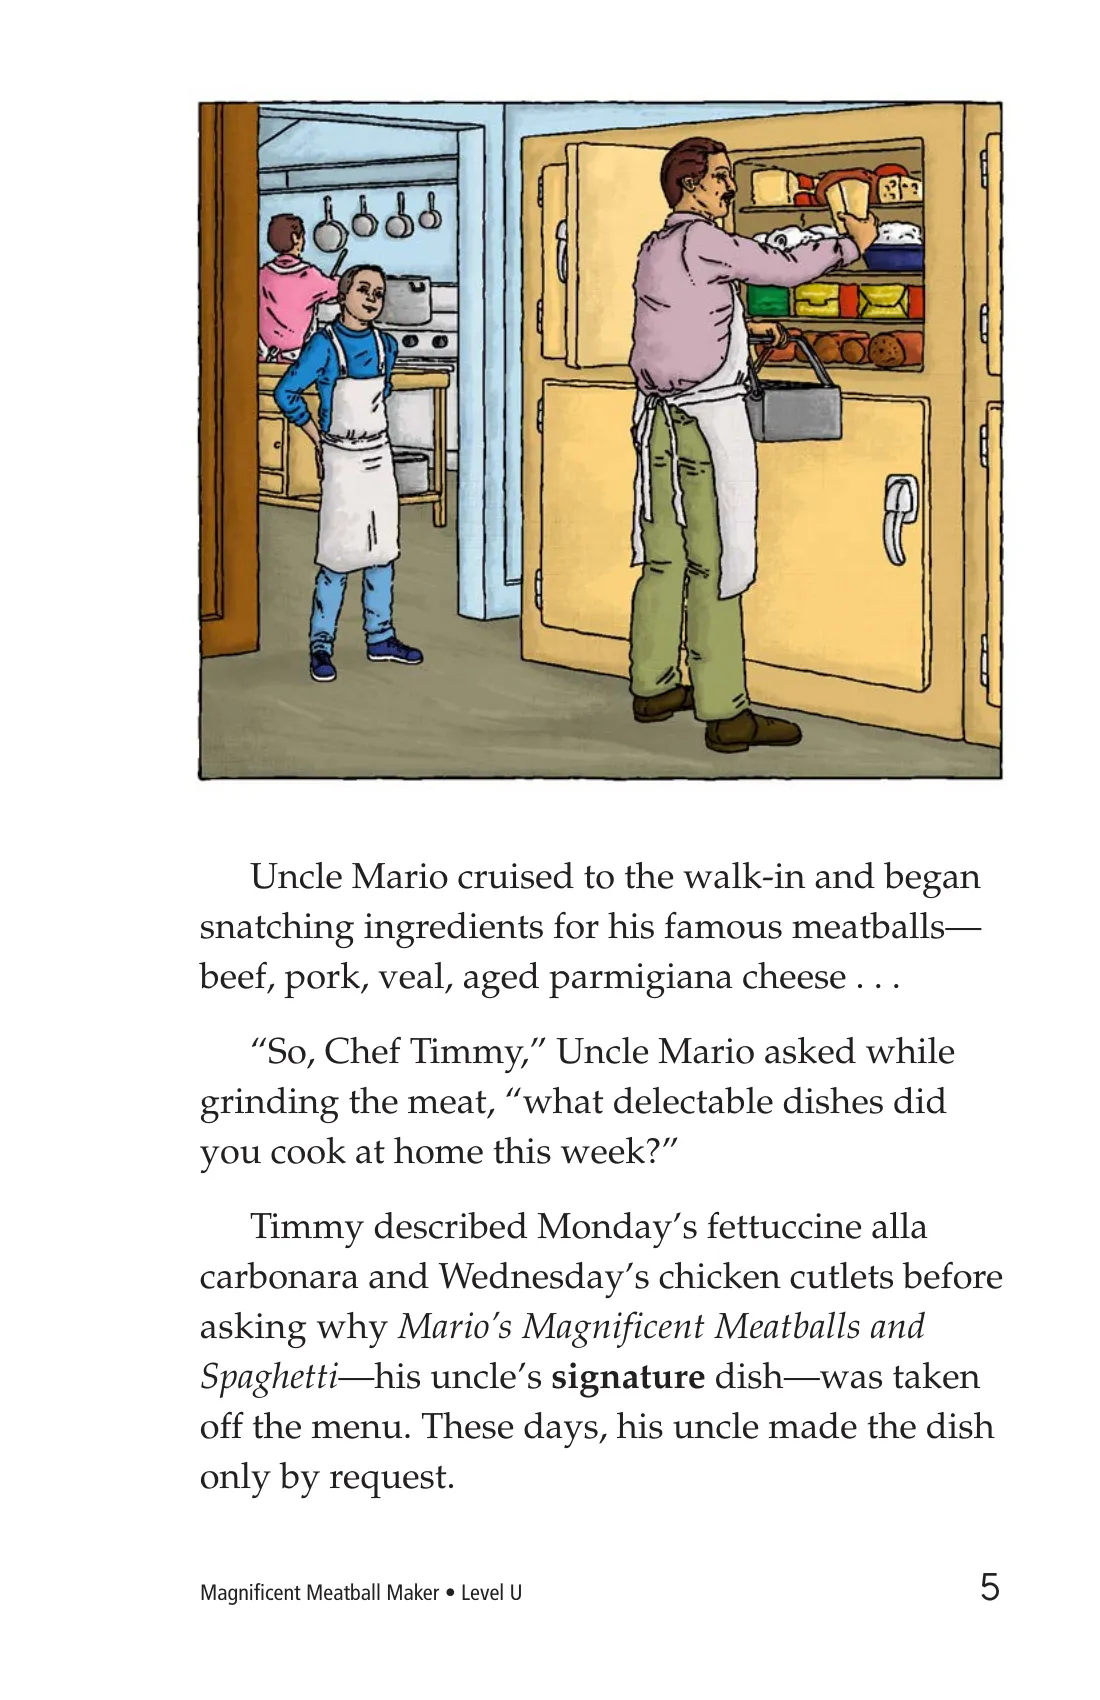 Uncle Mario cruised to the walk-in and began
snatching ingredients for his famous meatballs—
beef, pork, veal, aged parmigiana cheese . . .
“So, Chef Timmy,” Uncle Mario asked while
grinding the meat, “what delectable dishes did
you cook at home this week?”
Timmy described Monday’s fettuccine alla
carbonara and Wednesday’s chicken cutlets before
asking why Mario’s Magnificent Meatballs and
Spaghetti—his uncle’s signature dish—was taken
off the menu. These days, his uncle made the dish
only by request.
Magnificent Meatball Maker • Level U
5